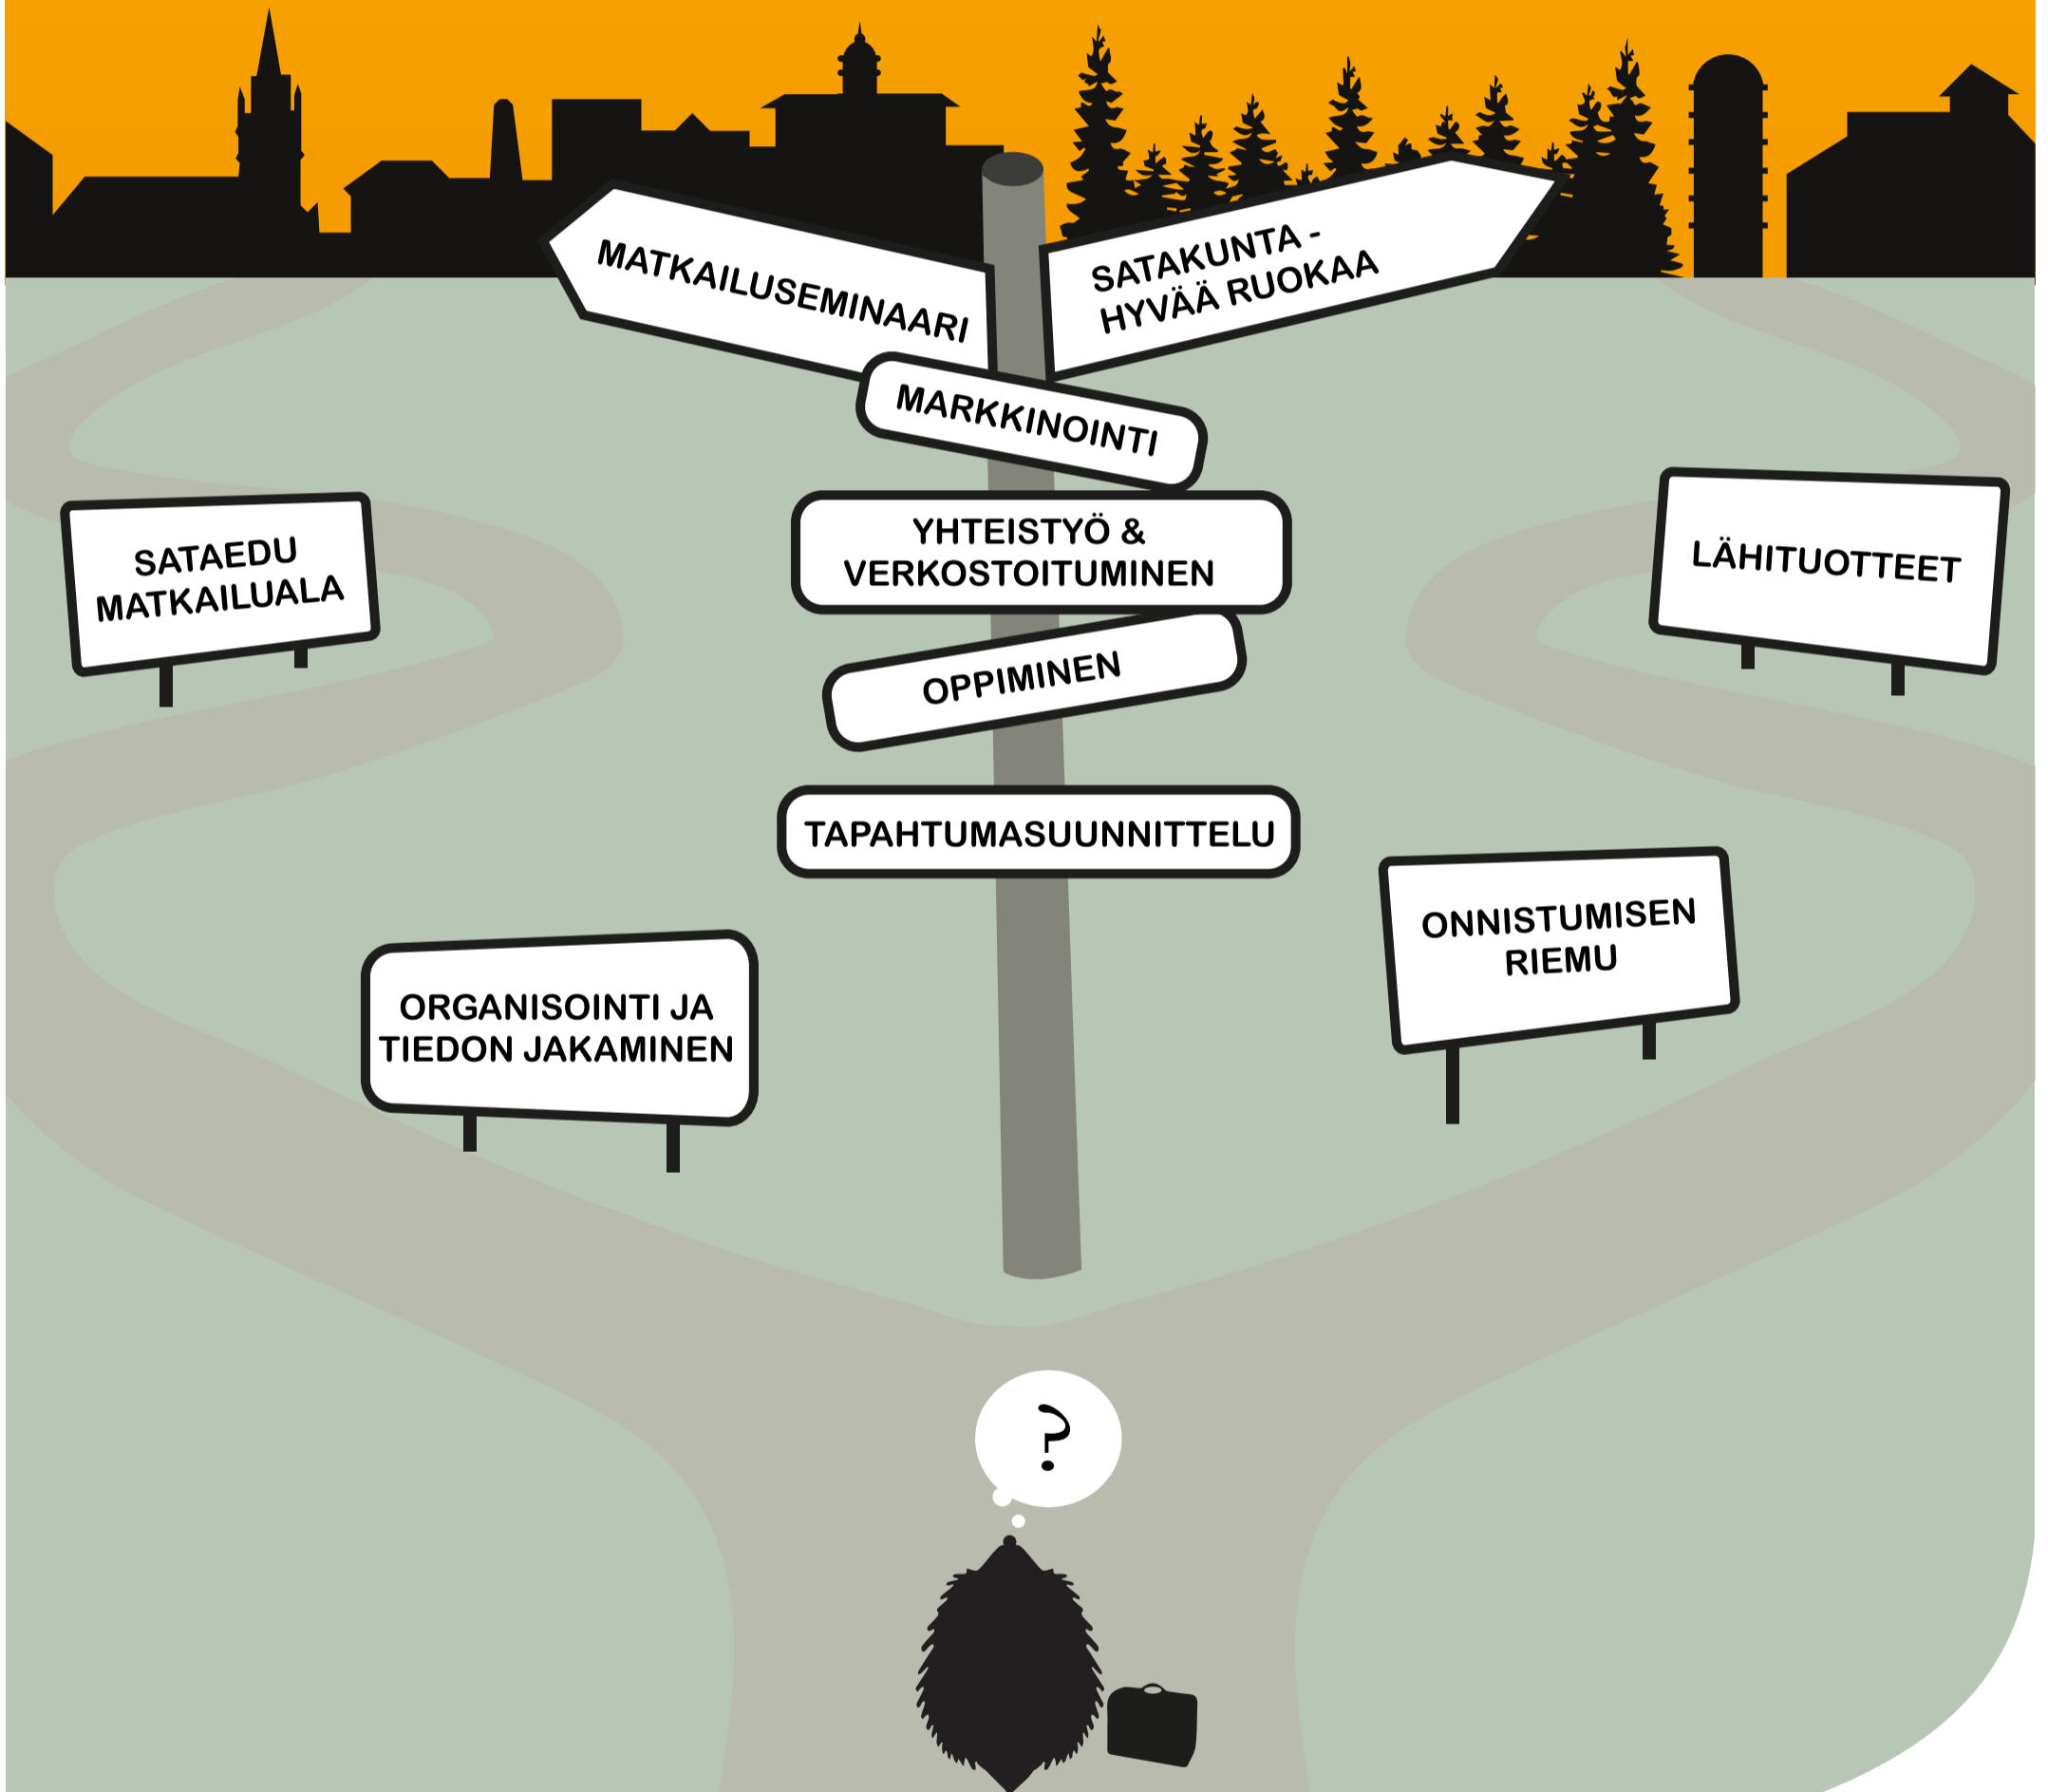 MATKAILUSEMINAARI
SATAKUNTA -
HYVÄÄ RUOKAA
MARKKINOINTI
YHTEISTYÖ &
VERKOSTOITUMINEN
SATAEDU
MATKAILUALA
LÄHITUOTTEET
OPPIMINEN
TAPAHTUMASUUNNITTELU
ONNISTUMISEN
RIEMU
ORGANISOINTI JA
TIEDON JAKAMINEN
?